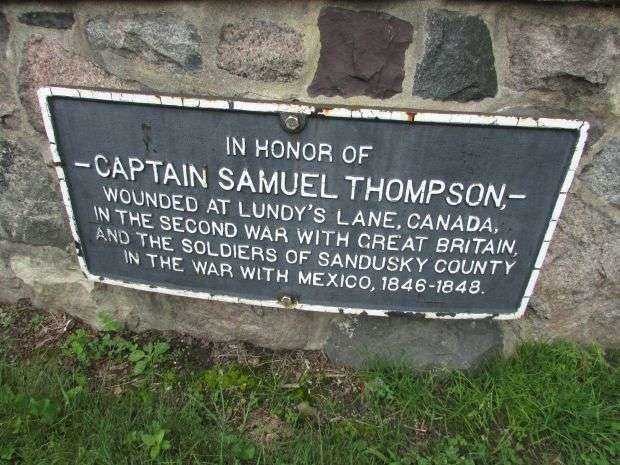 IN HONOR OF
-CAPTAIN SAMUEL THOMPSON,-
WOUNDED AT LUNDY'S LANE, CANADA,
IN THE SECOND WAR WITH GREAT BRITAIN,
AND THE SOLDIERS OF SANDUSKY COUNTY
IN THE WAR WITH MEXICO, 1846-1848.